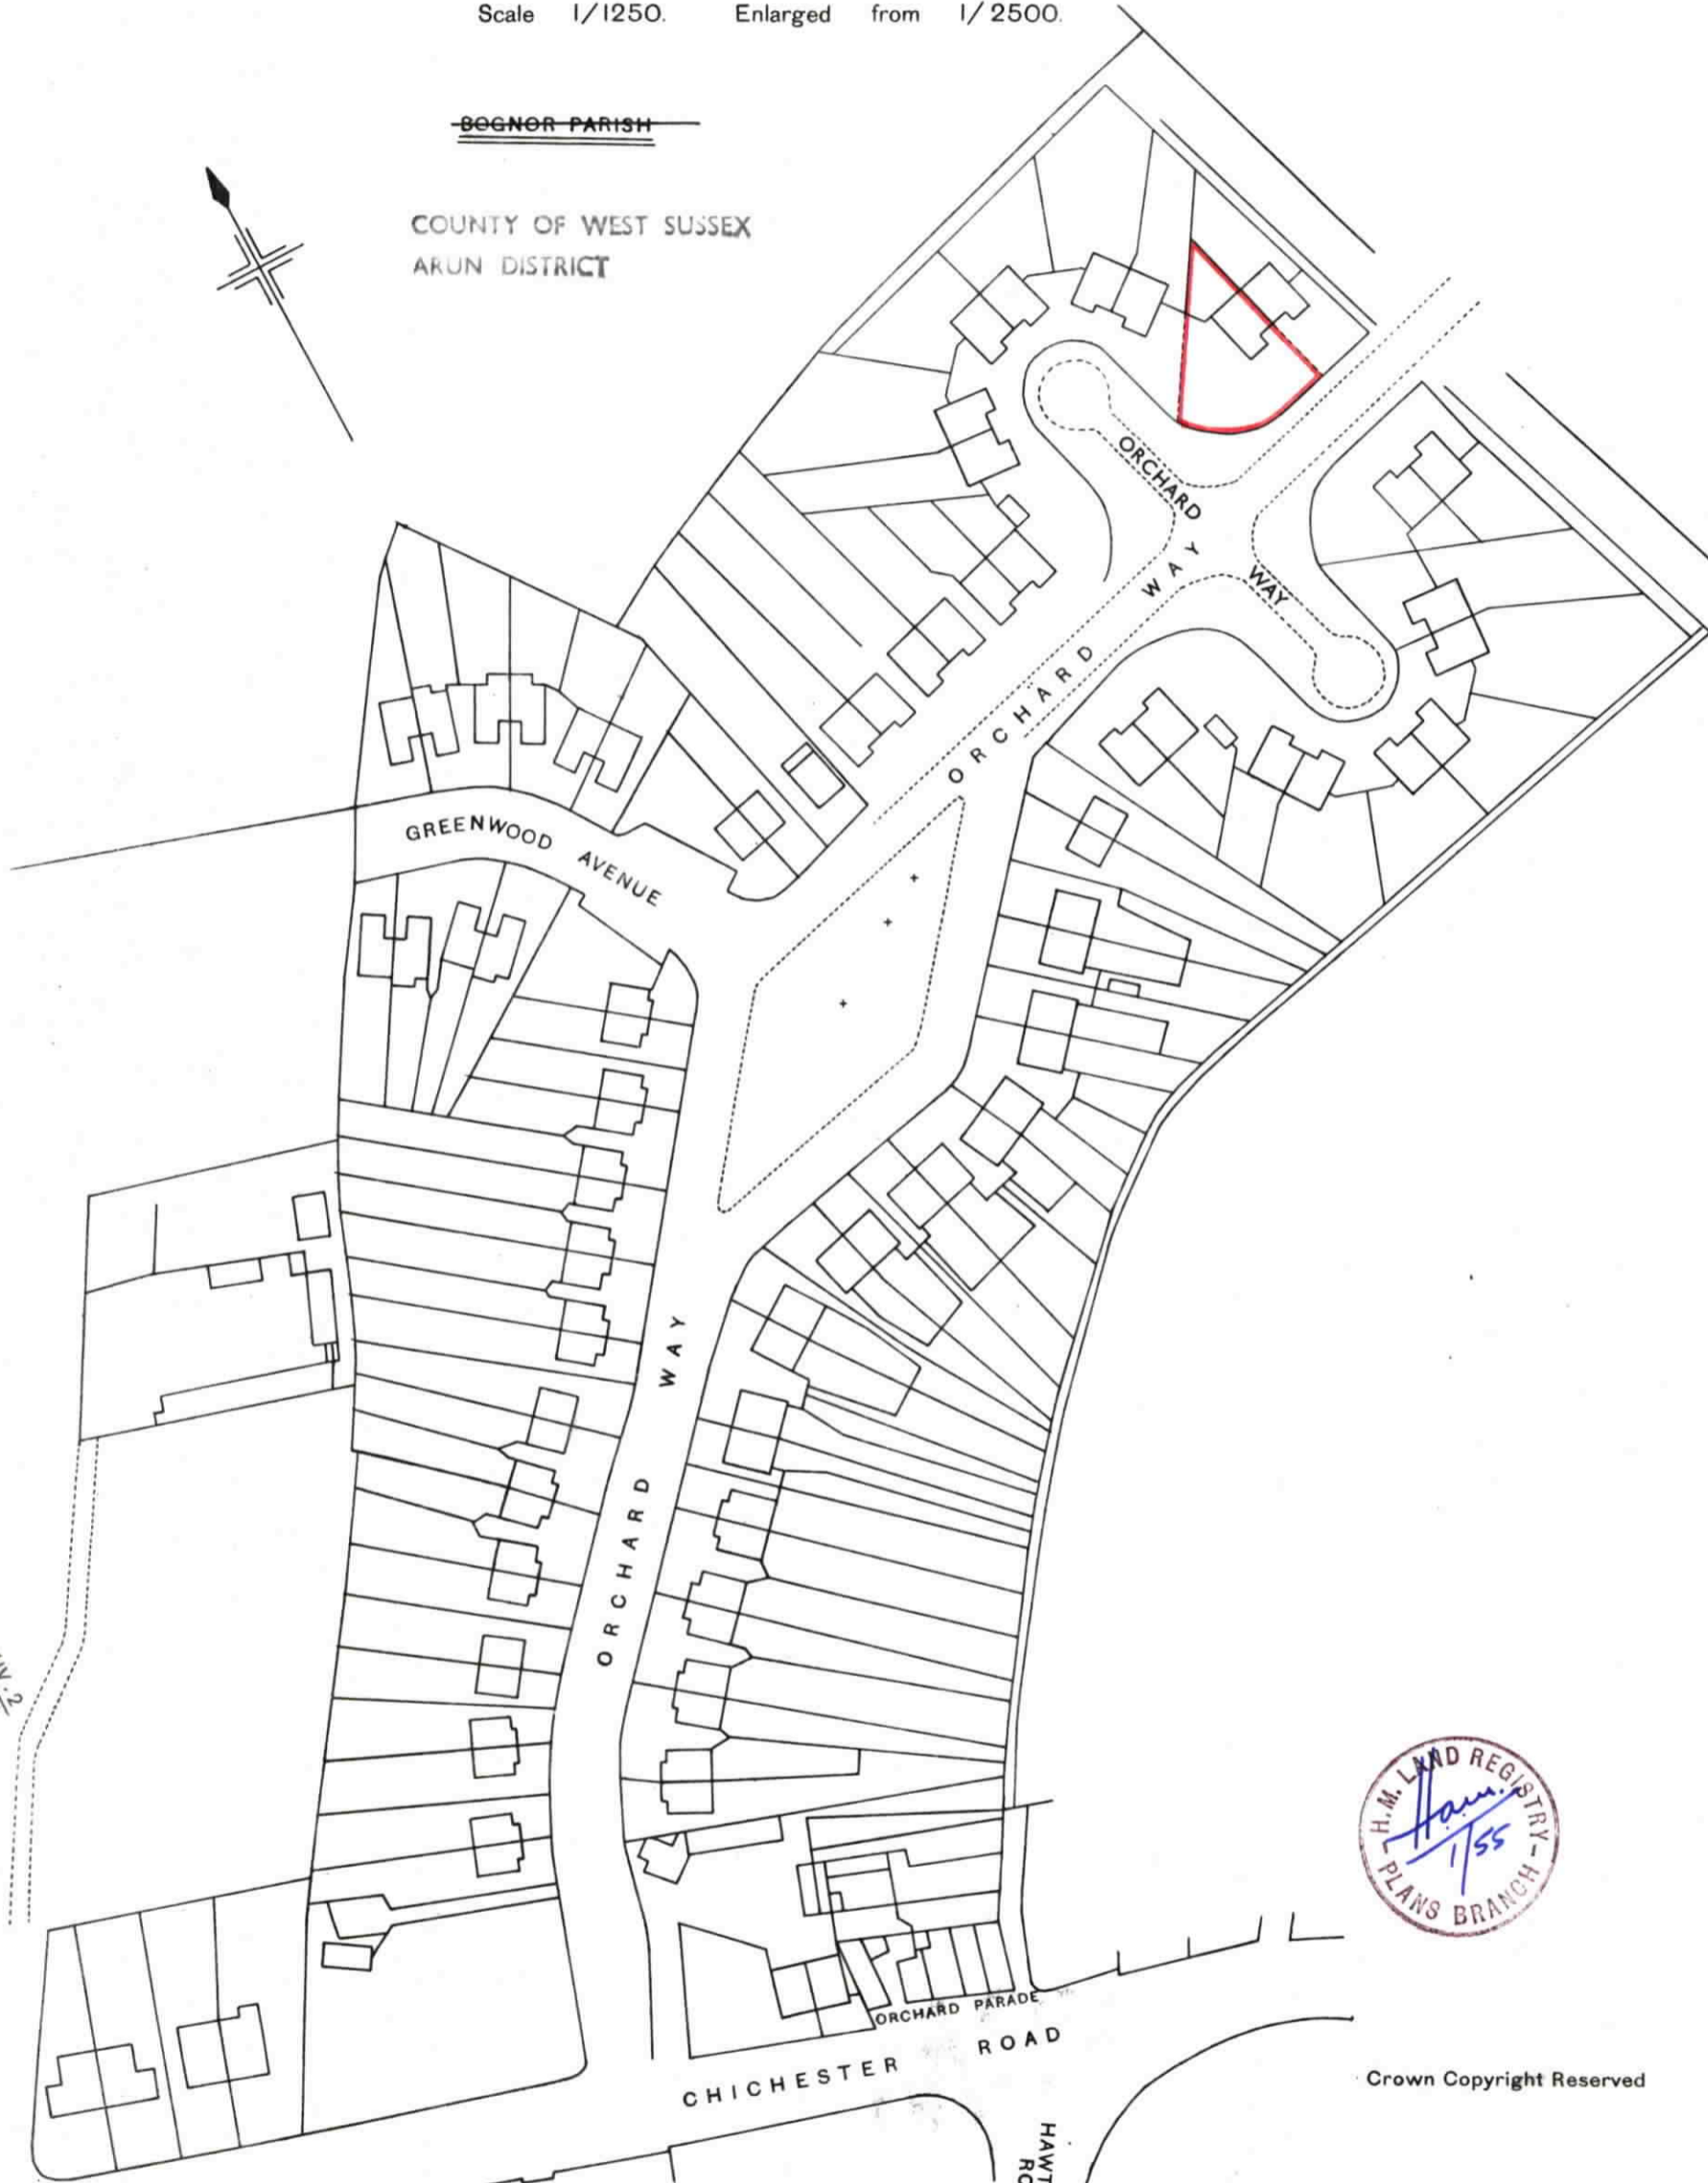 Scale 1/1250. Enlarged from 1/2500.
BOGNOR PARISH
COUNTY OF WEST SUSSEX
ARUN DISTRICT
ORCHARD
WAY
ORCHARD WAY
GREENWOOD AVENUE
ORCHARD WAY
H.M. LAND REGISTRY
1/55
PLANS BRANCH
ORCHARD PARADE
CHICHESTER ROAD
Crown Copyright Reserved